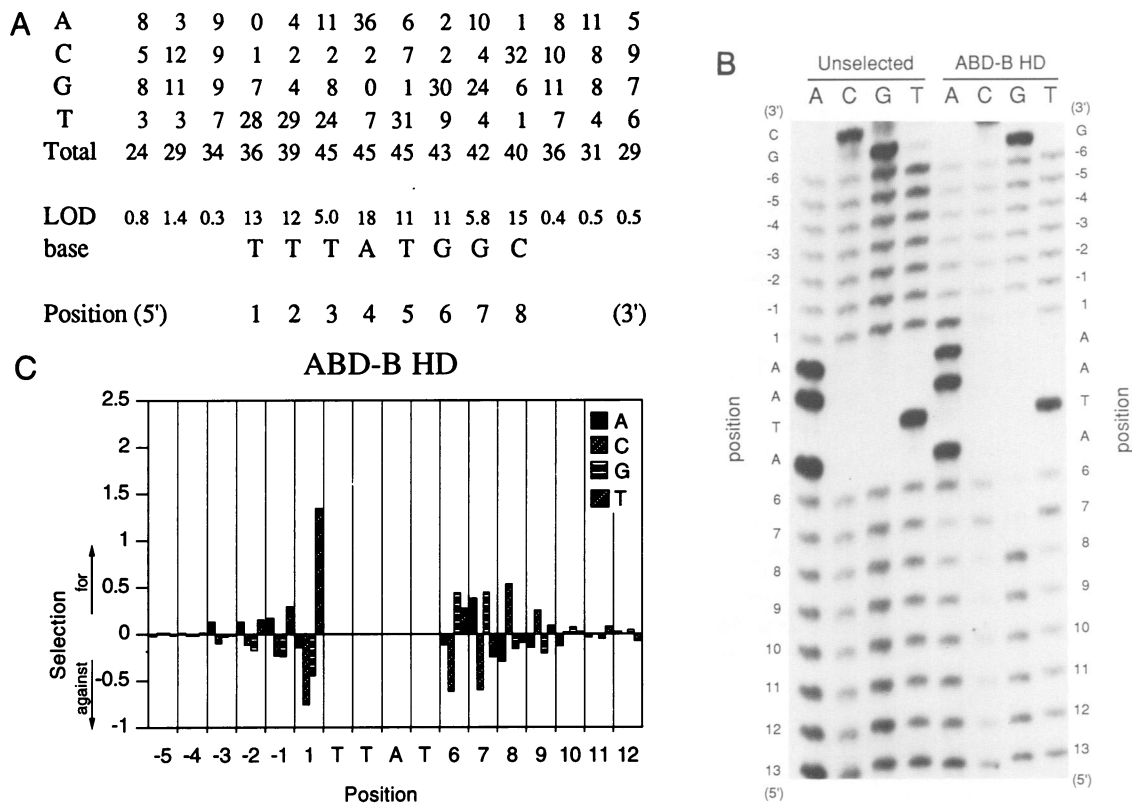 A
A 8 3 9 0 4 11 36 6 2 10 1 8 11 5
C 5 12 9 1 2 2 2 7 2 4 32 10 8 9
G 8 11 9 7 4 8 0 1 30 24 6 11 8 7
T 3 3 7 28 29 24 7 31 9 4 1 7 4 6
Total 24 29 34 36 39 45 45 45 43 42 40 36 31 29
LOD 0.8 1.4 0.3 13 12 5.0 18 11 11 5.8 15 0.4 0.5 0.5
base T T T A T G G C
Position (5') 1 2 3 4 5 6 7 8 (3')
B
Unselected ABD-B HD
A C G T A C G T
(3') (3')
C G
G -6
-6 -5
-5 -4
-4 -3
-3 -2
-2 -1
-1 1
1 A
A A
A T
T A
A 6
6 7
7 8
8 9
9 10
10 11
11 12
12 13
13 (5')
(5')
position
position
C
ABD-B HD
2.5
2
1.5
1
0.5
0
-0.5
-1
A
C
G
T
Selection
for
against
-5 -4 -3 -2 -1 1 T T A T 6 7 8 9 10 11 12
Position